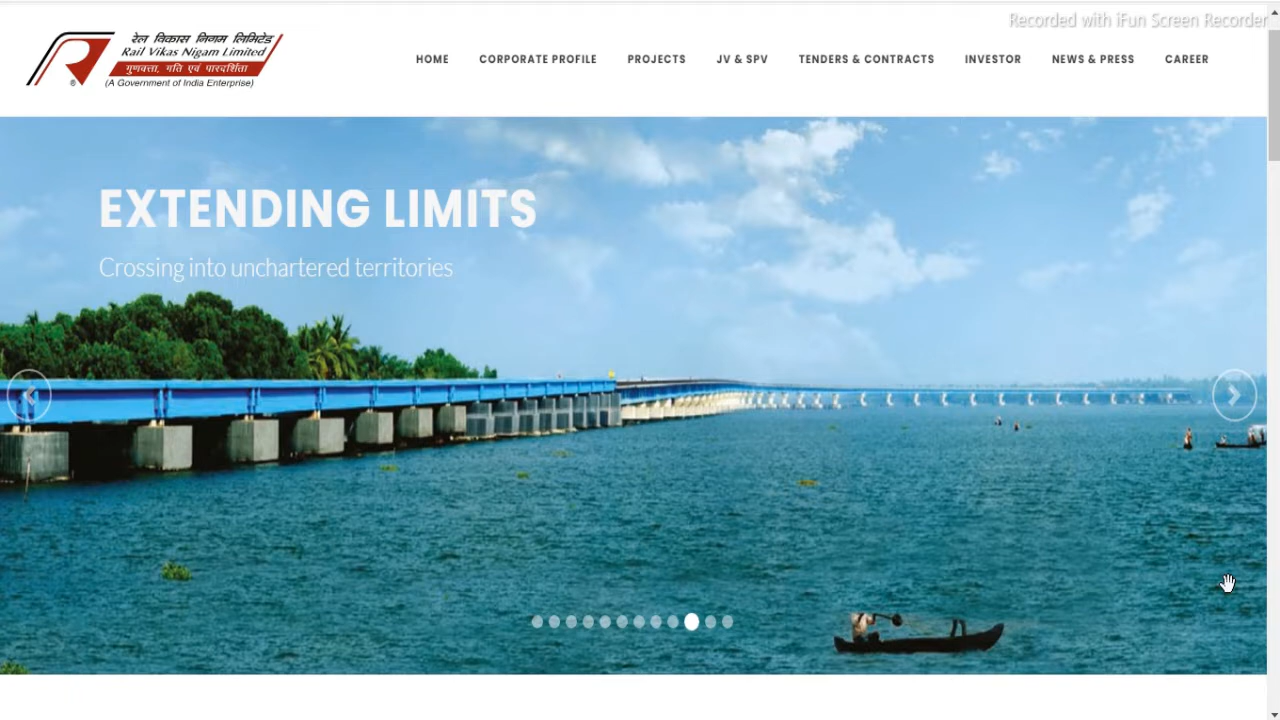 Recorded with iFun Screen Recorder
रेल विकास निगम लिमिटेड
Rail Vikas Nigam Limited
गुणवत्ता, गति एवं पारदर्शिता
® (A Government of India Enterprise)
HOME CORPORATE PROFILE PROJECTS JV & SPV TENDERS & CONTRACTS INVESTOR NEWS & PRESS CAREER
EXTENDING LIMITS
Crossing into unchartered territories